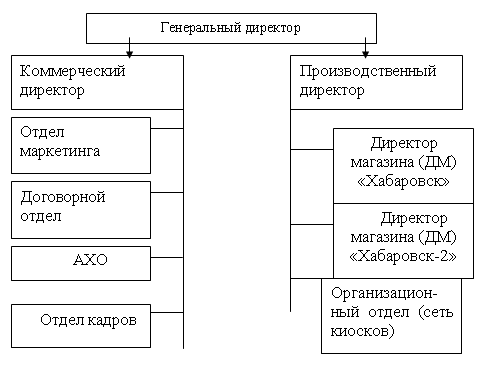 Генеральный директор
Коммерческий
директор
Производственный
директор
Отдел
маркетинга
Договорной
отдел
АХО
Отдел кадров
Директор
магазина (ДМ)
«Хабаровск»
Директор
магазина (ДМ)
«Хабаровск-2»
Организацион-
ный отдел (сеть
киосков)